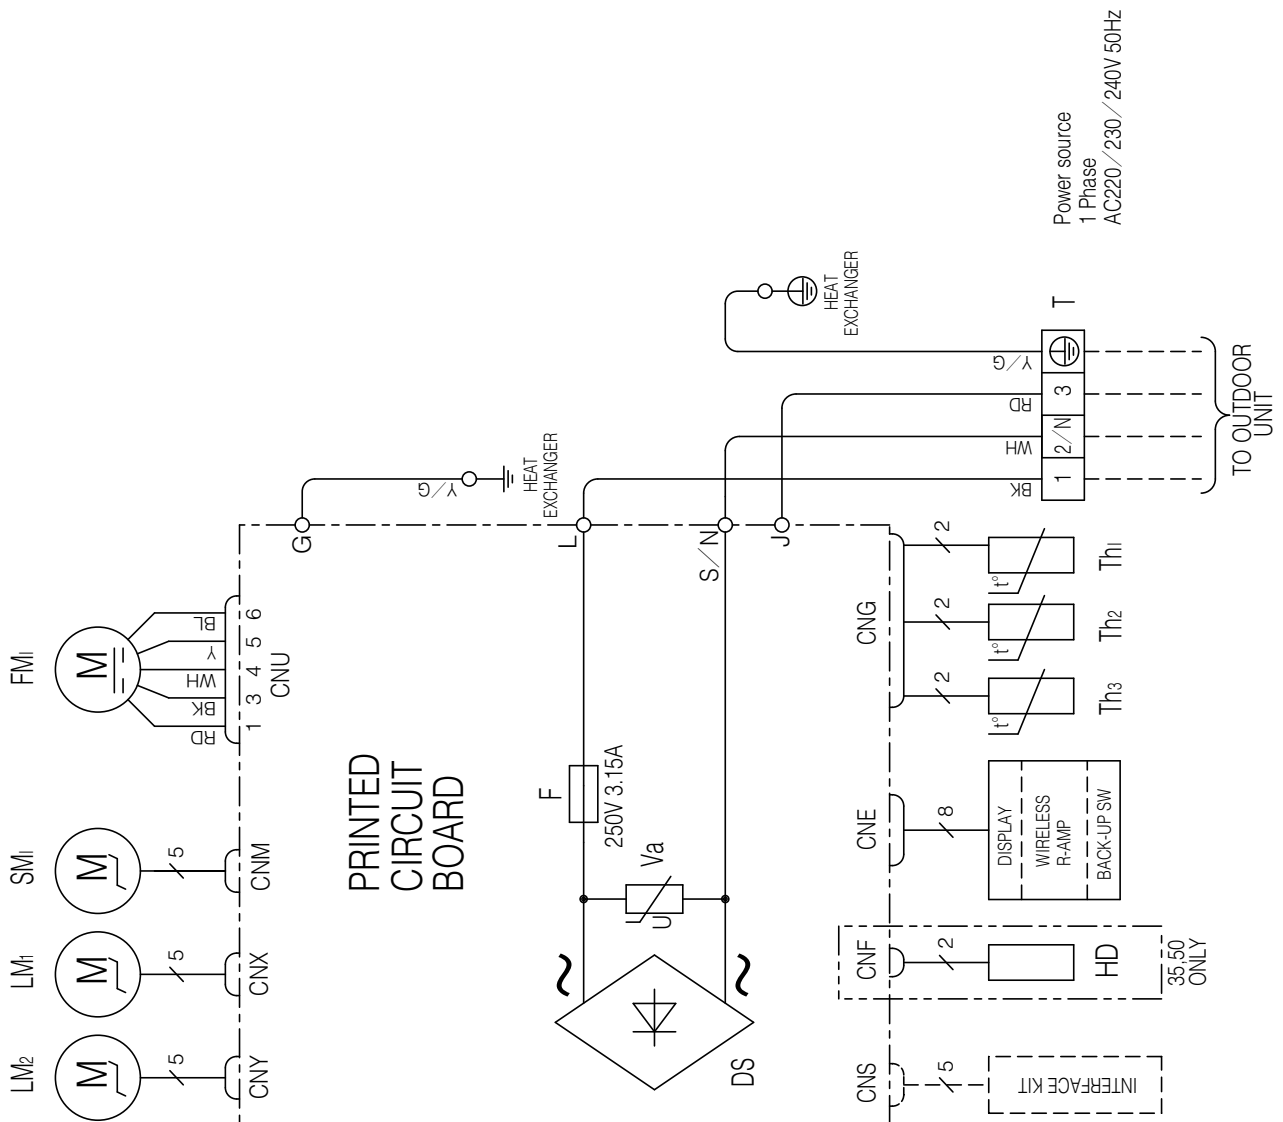 Power source
1 Phase
AC220/230/240V 50Hz
HEAT
EXCHANGER
T
Y/G
RD
WH
BK
3
2/N
1
TO OUTDOOR
UNIT
HEAT
EXCHANGER
Y/G
G
L
S/N
J
FMI
M
BL
Y
WH
BK
RD
6
5
4
3
1
CNU
SMI
M
5
CNM
LM1
M
5
CNX
LM2
M
5
CNY
PRINTED
CIRCUIT
BOARD
F
250V 3.15A
Va
U
~
~
DS
CNG
2
2
2
t°
t°
t°
ThI
Th2
Th3
CNE
8
DISPLAY
WIRELESS
R-AMP
BACK-UP SW
CNF
2
HD
35,50
ONLY
CNS
5
INTERFACE KIT